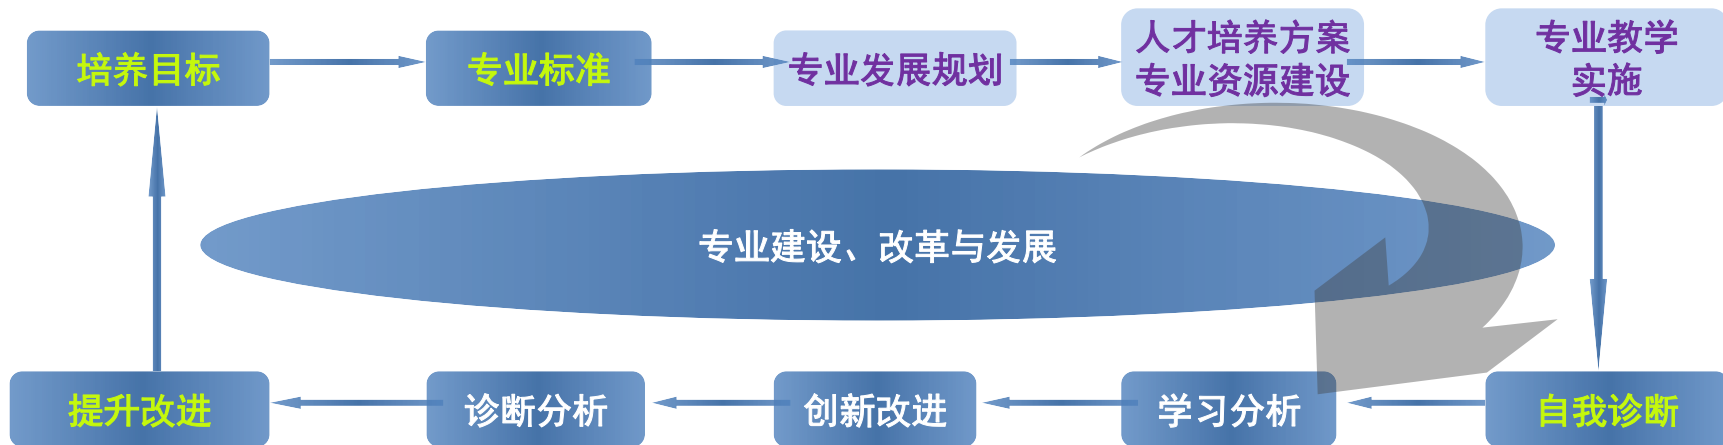 培养目标
专业标准
专业发展规划
人才培养方案
专业资源建设
专业教学
实施
专业建设、改革与发展
提升改进
诊断分析
创新改进
学习分析
自我诊断